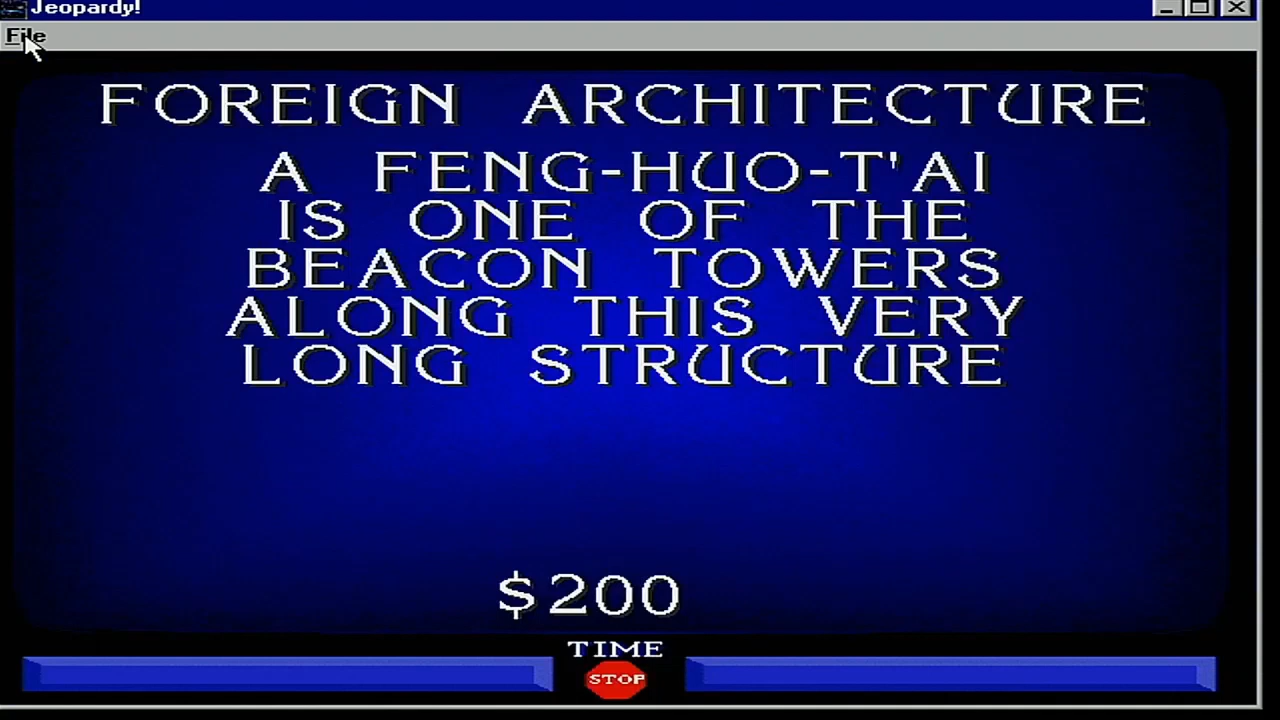 Jeopardy!
File
FOREIGN ARCHITECTURE
A FENG-HUO-T'AI
IS ONE OF THE
BEACON TOWERS
ALONG THIS VERY
LONG STRUCTURE
$200
TIME
STOP